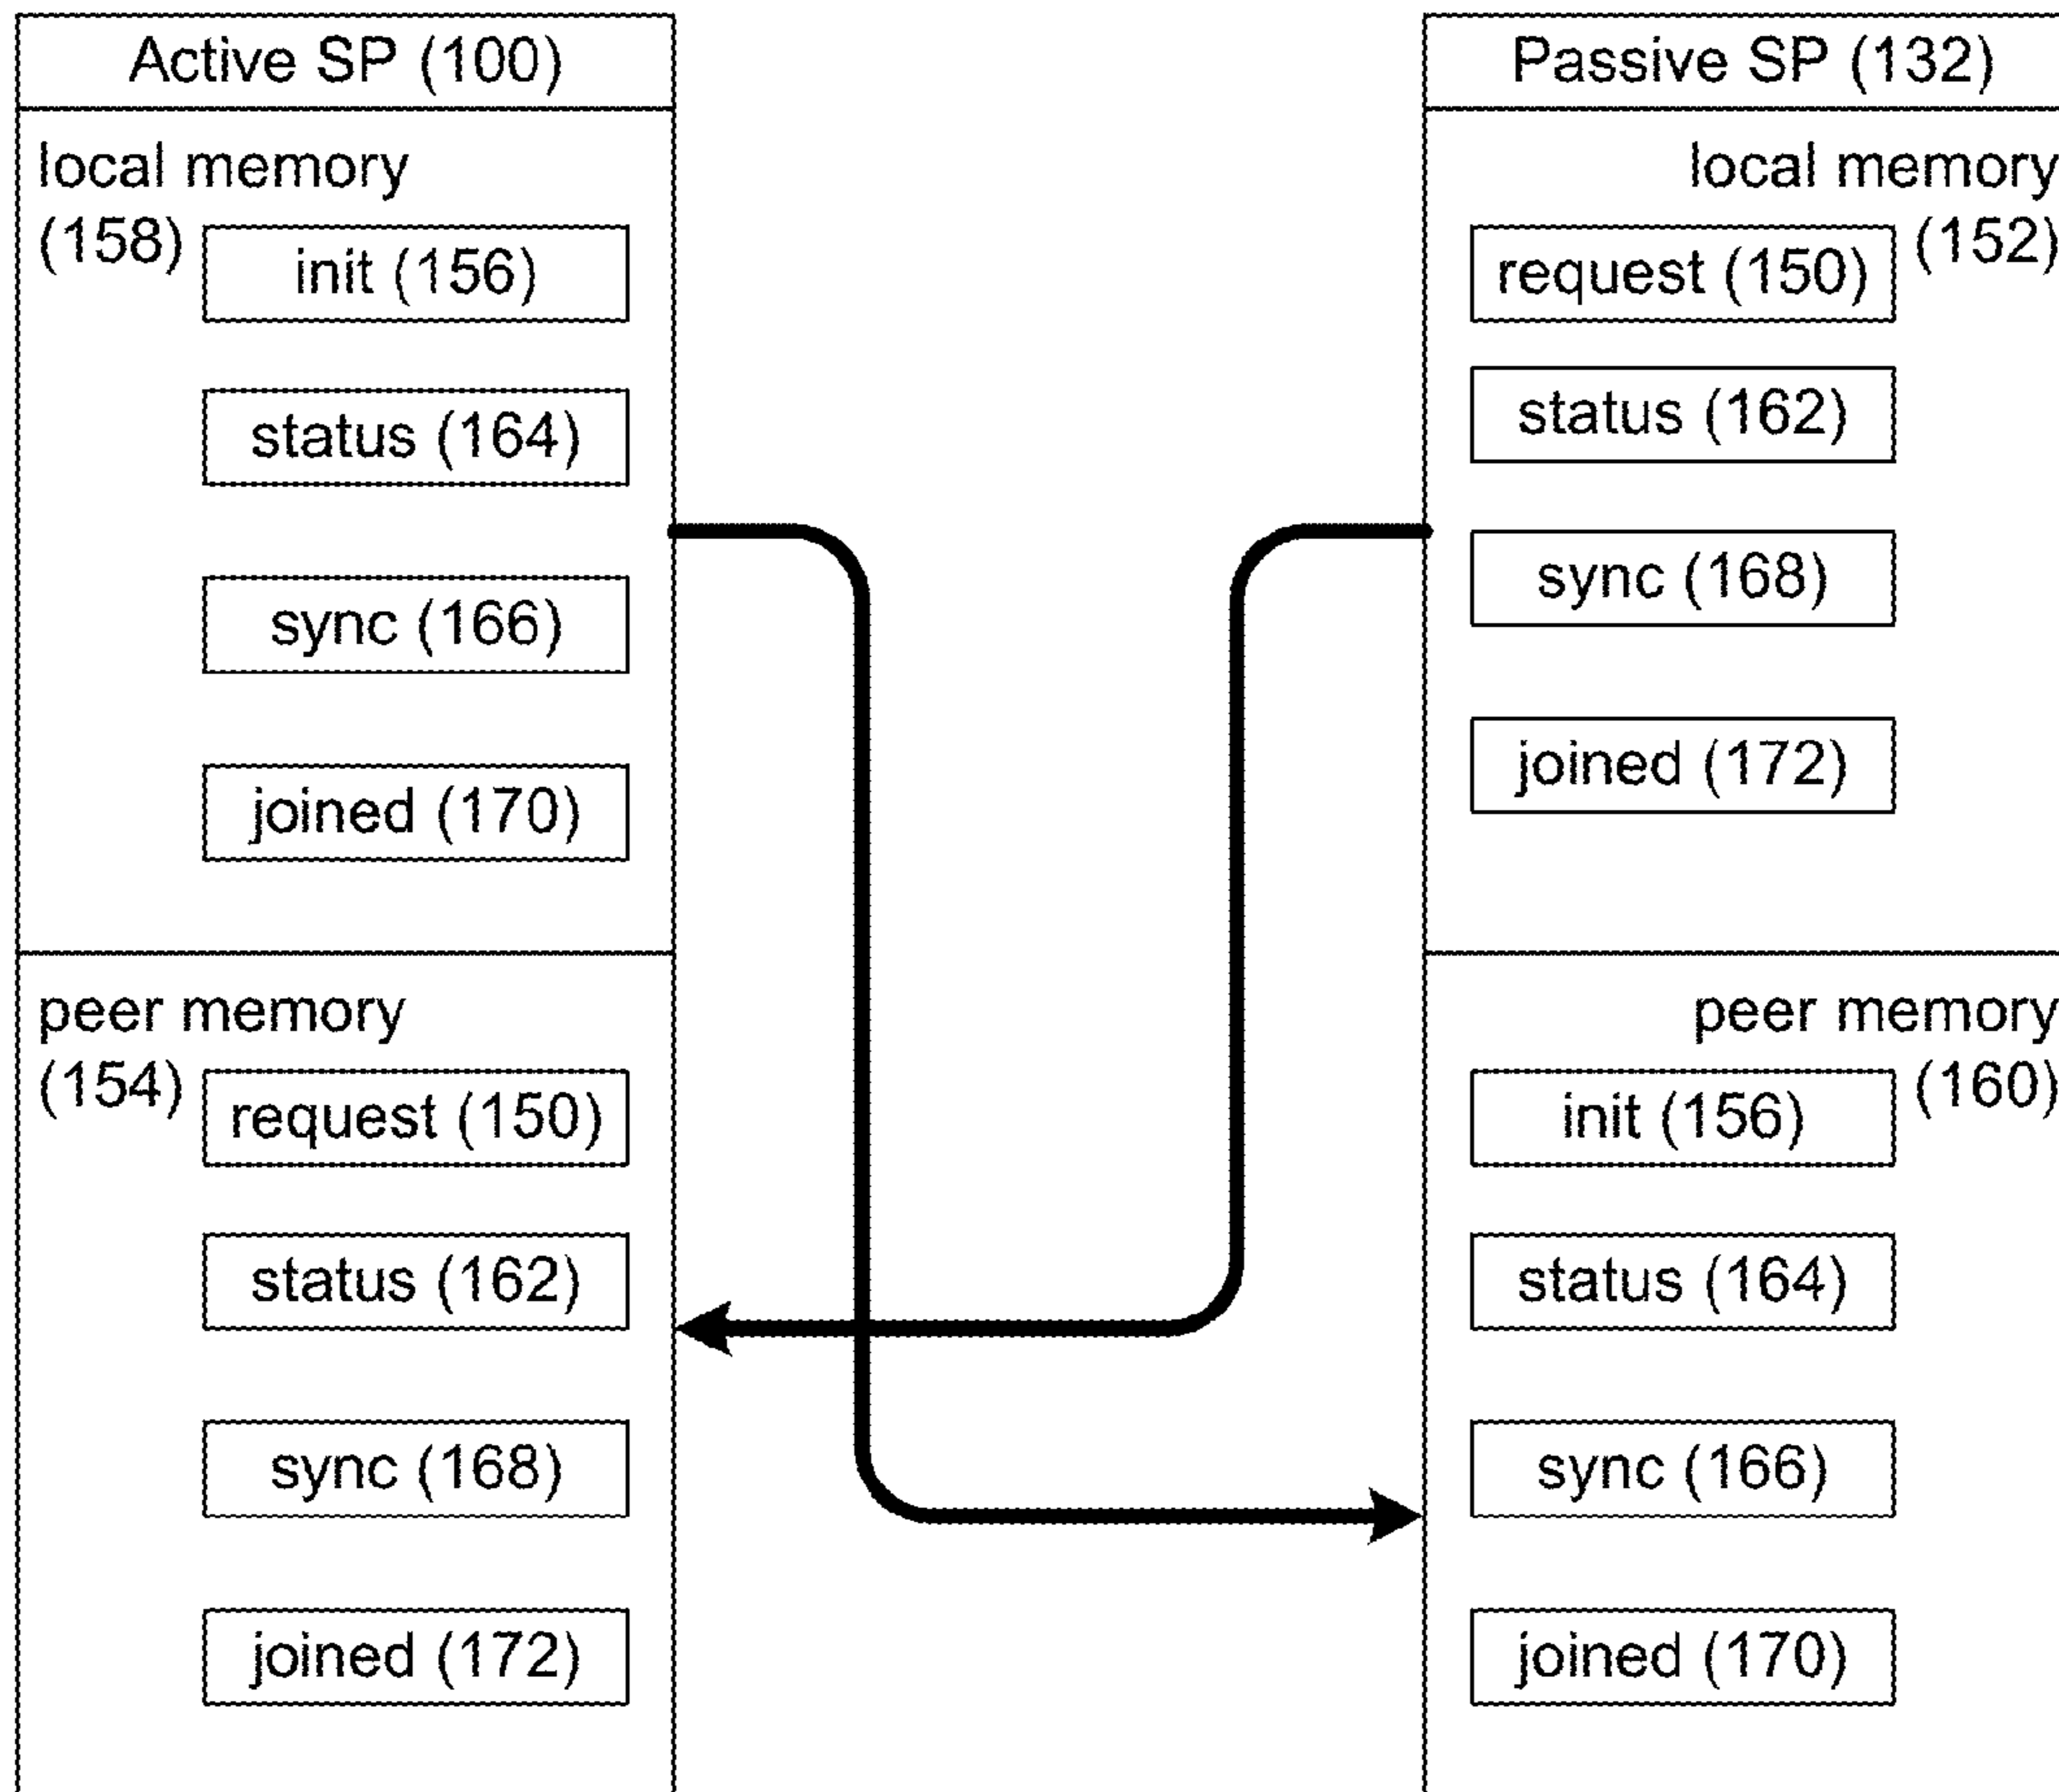 Active SP (100)
local memory
(158)
init (156)
status (164)
sync (166)
joined (170)
peer memory
(154)
request (150)
status (162)
sync (168)
joined (172)
Passive SP (132)
local memory
(152)
request (150)
status (162)
sync (168)
joined (172)
peer memory
(160)
init (156)
status (164)
sync (166)
joined (170)